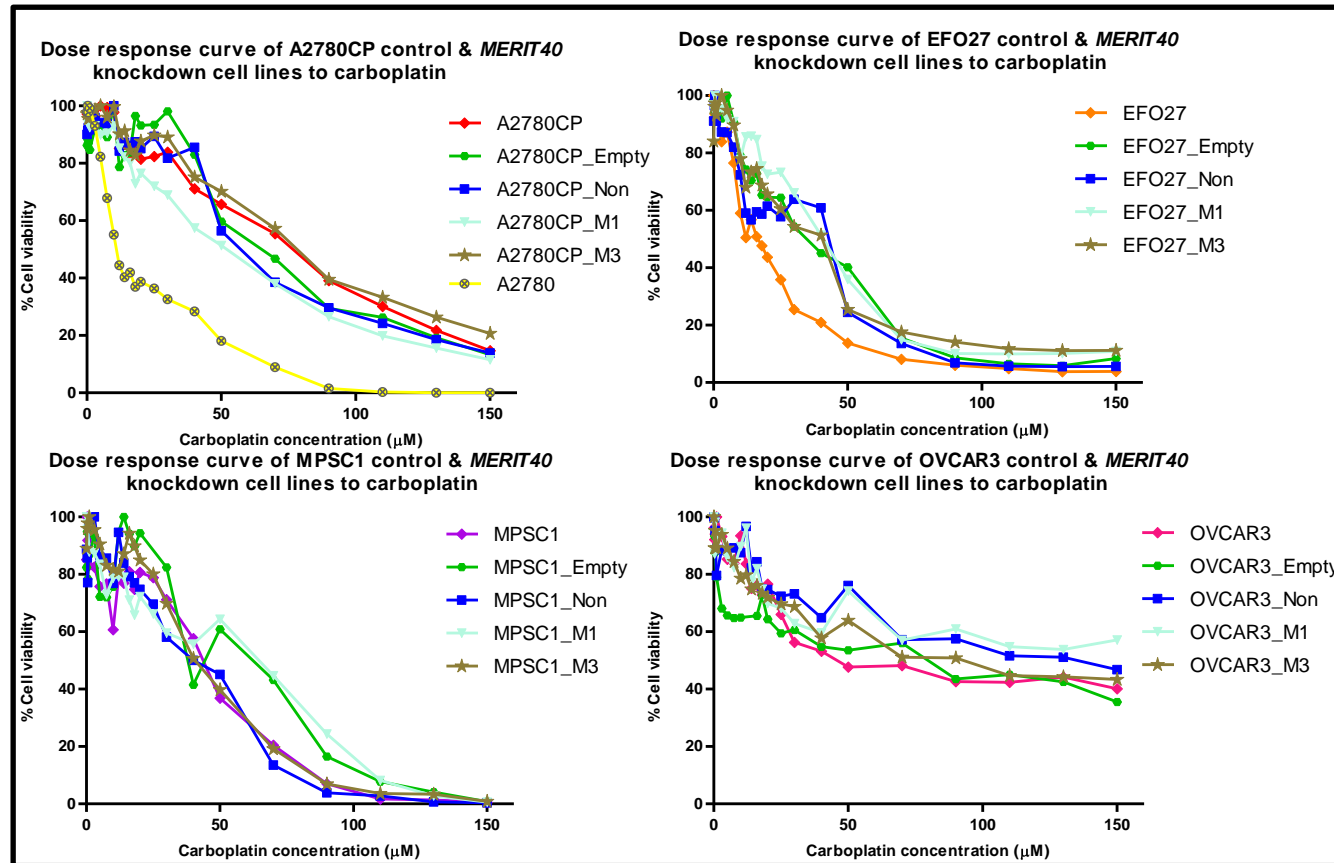 Dose response curve of A2780CP control & MERIT40
knockdown cell lines to carboplatin
100
80
60
40
20
0
% Cell viability
0
50
100
150
Carboplatin concentration (μM)
A2780CP
A2780CP_Empty
A2780CP_Non
A2780CP_M1
A2780CP_M3
A2780
Dose response curve of EFO27 control & MERIT40
knockdown cell lines to carboplatin
100
80
60
40
20
0
% Cell viability
0
50
100
150
Carboplatin concentration (μM)
EFO27
EFO27_Empty
EFO27_Non
EFO27_M1
EFO27_M3
Dose response curve of MPSC1 control & MERIT40
knockdown cell lines to carboplatin
100
80
60
40
20
0
% Cell viability
0
50
100
150
Carboplatin concentration (μM)
MPSC1
MPSC1_Empty
MPSC1_Non
MPSC1_M1
MPSC1_M3
Dose response curve of OVCAR3 control & MERIT40
knockdown cell lines to carboplatin
100
80
60
40
20
0
% Cell viability
0
50
100
150
Carboplatin concentration (μM)
OVCAR3
OVCAR3_Empty
OVCAR3_Non
OVCAR3_M1
OVCAR3_M3